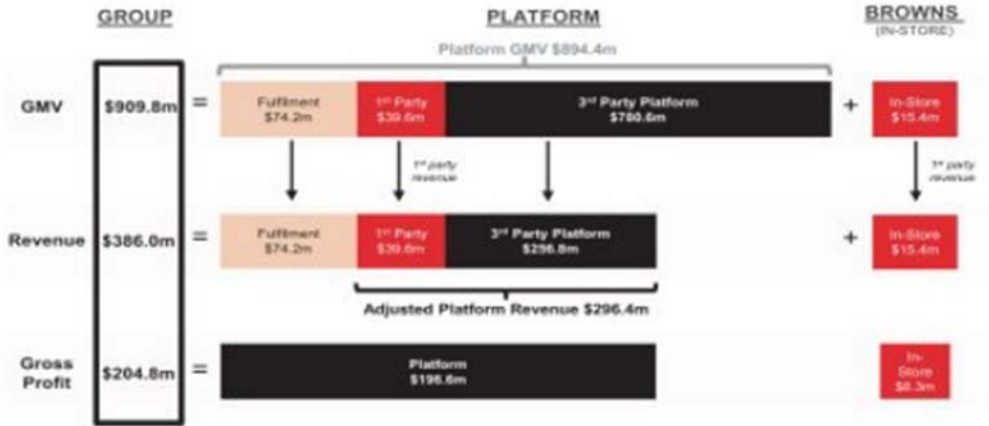 GROUP
PLATFORM
BROWNS
(IN-STORE)
Platform GMV $894.4m
GMV
$909.8m
=
Fulfilment
$74.2m
1st Party
$39.6m
3rd Party Platform
$780.6m
+
In-Store
$15.4m
1st party
revenue
1st party
revenue
Revenue
$386.0m
=
Fulfilment
$74.2m
1st Party
$39.6m
3rd Party Platform
$256.8m
+
In-Store
$15.4m
Adjusted Platform Revenue $296.4m
Gross
Profit
$204.8m
=
Platform
$196.6m
In-
Store
$8.3m